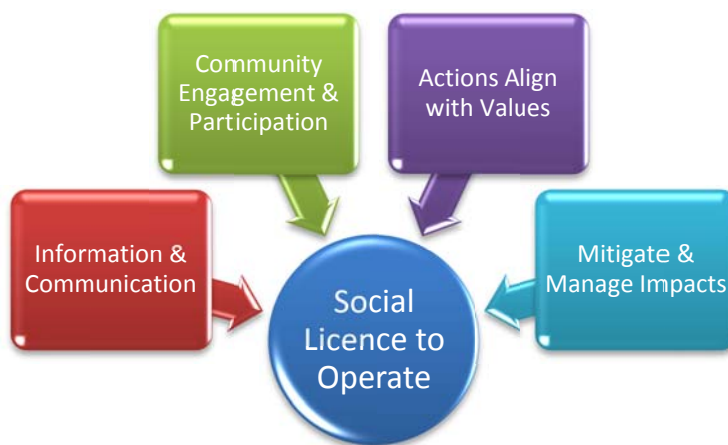 Community
Engagement &
Participation
Actions Align
with Values
Information &
Communication
Mitigate &
Manage Impacts
Social
Licence to
Operate